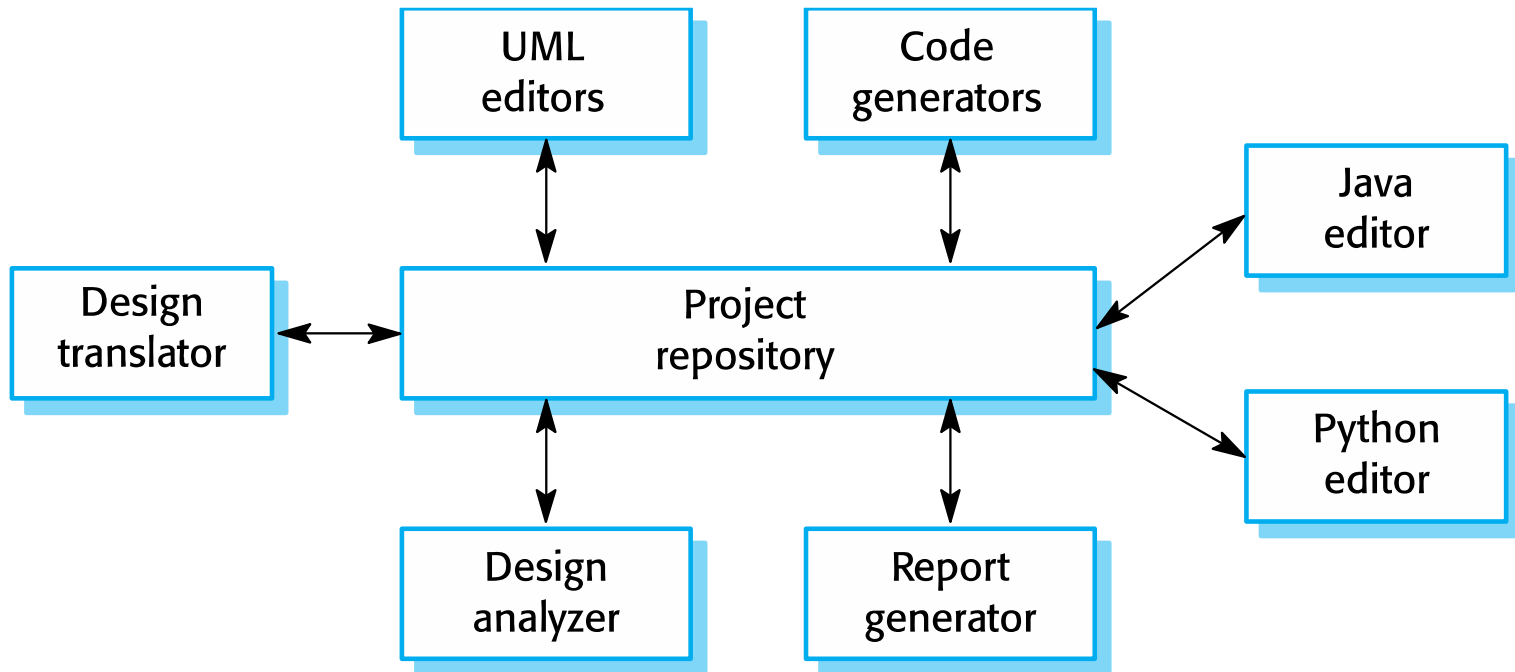 UML
editors
Code
generators
Java
editor
Design
translator
Project
repository
Python
editor
Design
analyzer
Report
generator